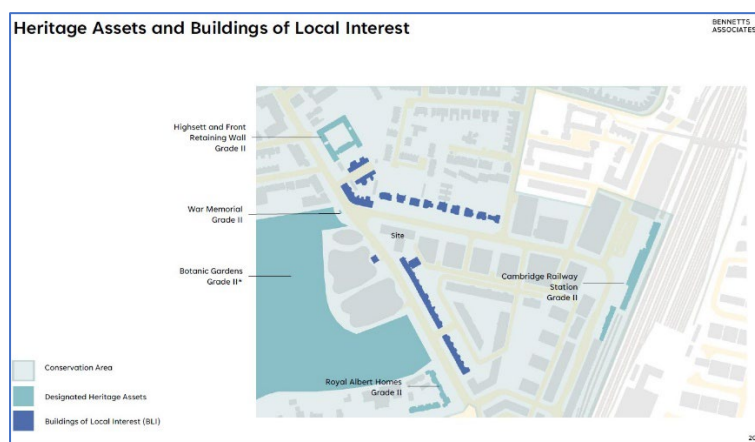 Heritage Assets and Buildings of Local Interest
BENNETTS
ASSOCIATES
Highsett and Front
Retaining Wall
Grade II
War Memorial
Grade II
Site
Botanic Gardens
Grade II*
Cambridge Railway
Station
Grade II
Royal Albert Homes
Grade II
Conservation Area
Designated Heritage Assets
Buildings of Local Interest (BLI)